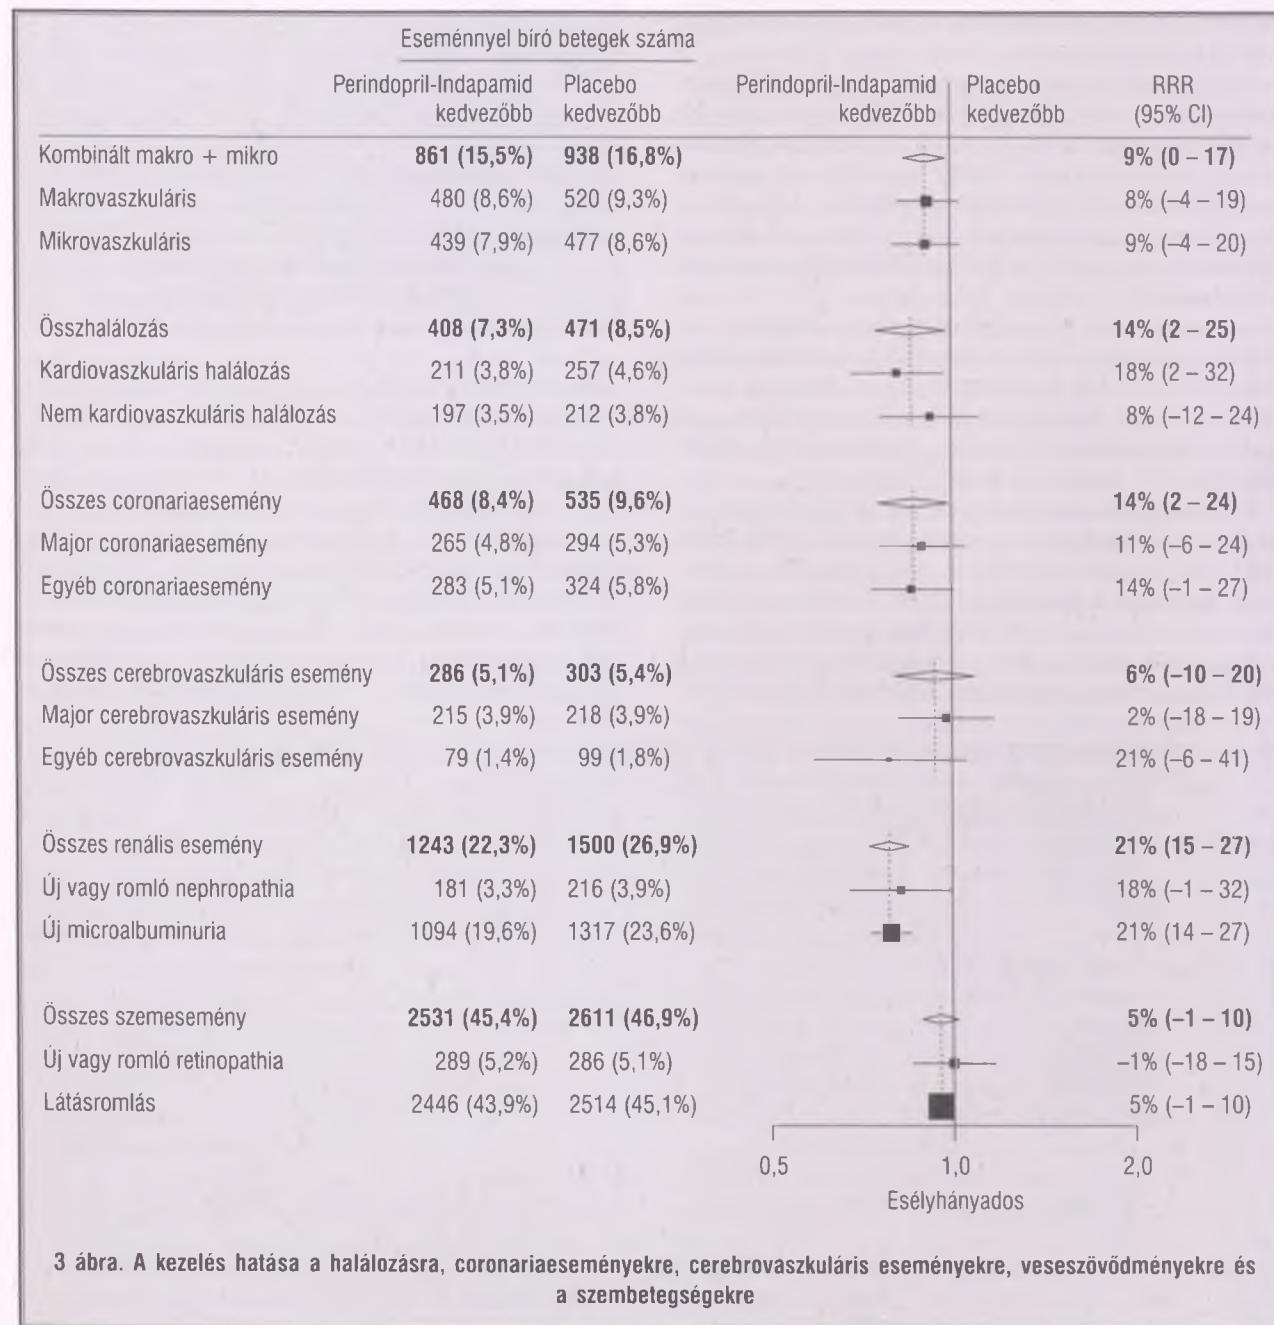 Eseménnyel bíró betegek száma
Perindopril-Indapamid Placebo Perindopril-Indapamid Placebo RRR
kedvezőbb kedvezőbb kedvezőbb kedvezőbb (95% CI)
Kombinált makro + mikro 861 (15,5%) 938 (16,8%) 9% (0 – 17)
Makrovaszkuláris 480 (8,6%) 520 (9,3%) 8% (–4 – 19)
Mikrovaszkuláris 439 (7,9%) 477 (8,6%) 9% (–4 – 20)
Összhalálozás 408 (7,3%) 471 (8,5%) 14% (2 – 25)
Kardiovaszkuláris halálozás 211 (3,8%) 257 (4,6%) 18% (2 – 32)
Nem kardiovaszkuláris halálozás 197 (3,5%) 212 (3,8%) 8% (–12 – 24)
Összes coronariaesemény 468 (8,4%) 535 (9,6%) 14% (2 – 24)
Major coronariaesemény 265 (4,8%) 294 (5,3%) 11% (–6 – 24)
Egyéb coronariaesemény 283 (5,1%) 324 (5,8%) 14% (–1 – 27)
Összes cerebrovaszkuláris esemény 286 (5,1%) 303 (5,4%) 6% (–10 – 20)
Major cerebrovaszkuláris esemény 215 (3,9%) 218 (3,9%) 2% (–18 – 19)
Egyéb cerebrovaszkuláris esemény 79 (1,4%) 99 (1,8%) 21% (–6 – 41)
Összes renális esemény 1243 (22,3%) 1500 (26,9%) 21% (15 – 27)
Új vagy romló nephropathia 181 (3,3%) 216 (3,9%) 18% (–1 – 32)
Új microalbuminuria 1094 (19,6%) 1317 (23,6%) 21% (14 – 27)
Összes szemesemény 2531 (45,4%) 2611 (46,9%) 5% (–1 – 10)
Új vagy romló retinopathia 289 (5,2%) 286 (5,1%) –1% (–18 – 15)
Látásromlás 2446 (43,9%) 2514 (45,1%) 5% (–1 – 10)
0,5 1,0 2,0
Esélyhányados
3 ábra. A kezelés hatása a halálozásra, coronariaeseményekre, cerebrovaszkuláris eseményekre, veseszövődményekre és
a szembetegségekre